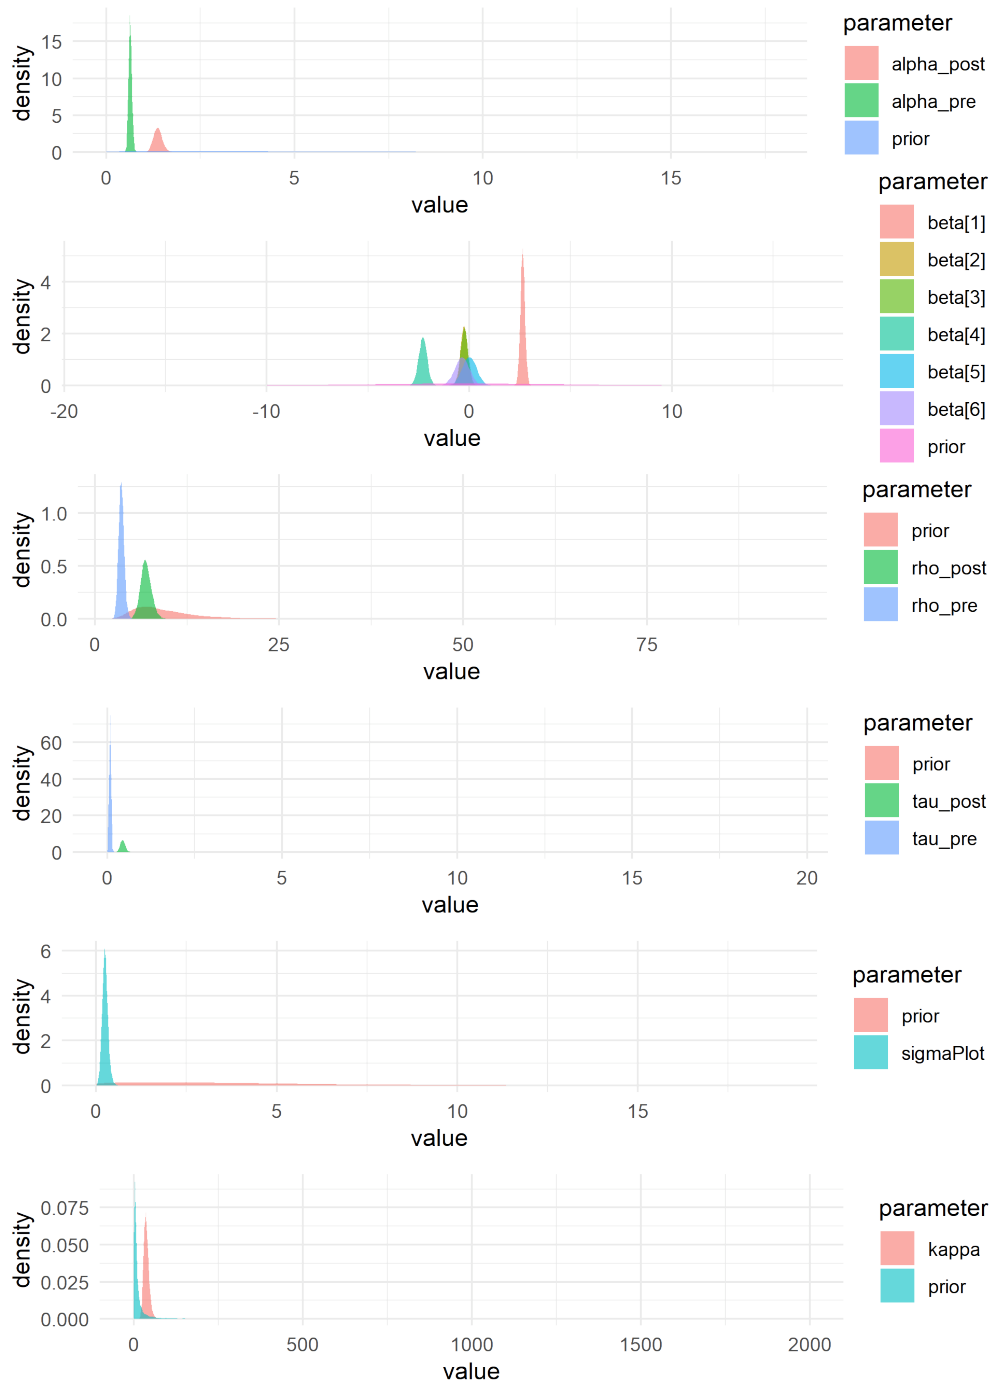 parameter
alpha_post
alpha_pre
prior
density
15
10
5
0
0 5 10 15
value
parameter
beta[1]
beta[2]
beta[3]
beta[4]
beta[5]
beta[6]
prior
density
4
2
0
-20 -10 0 10
value
parameter
prior
rho_post
rho_pre
density
1.0
0.5
0.0
0 25 50 75
value
parameter
prior
tau_post
tau_pre
density
60
40
20
0
0 5 10 15 20
value
parameter
prior
sigmaPlot
density
6
4
2
0
0 5 10 15
value
parameter
kappa
prior
density
0.075
0.050
0.025
0.000
0 500 1000 1500 2000
value